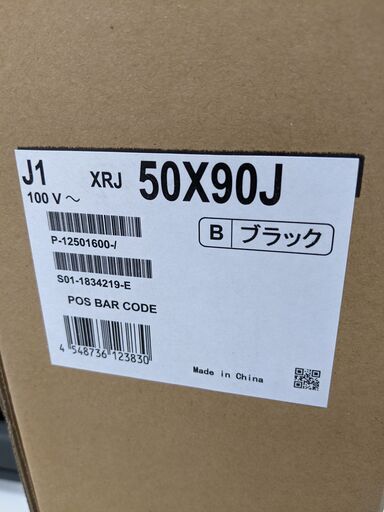 J1 XRJ 50X90J
100 V ~
B ブラック
P-12501600-/
S01-1834219-E
POS BAR CODE
4 548736 123830
Made in China